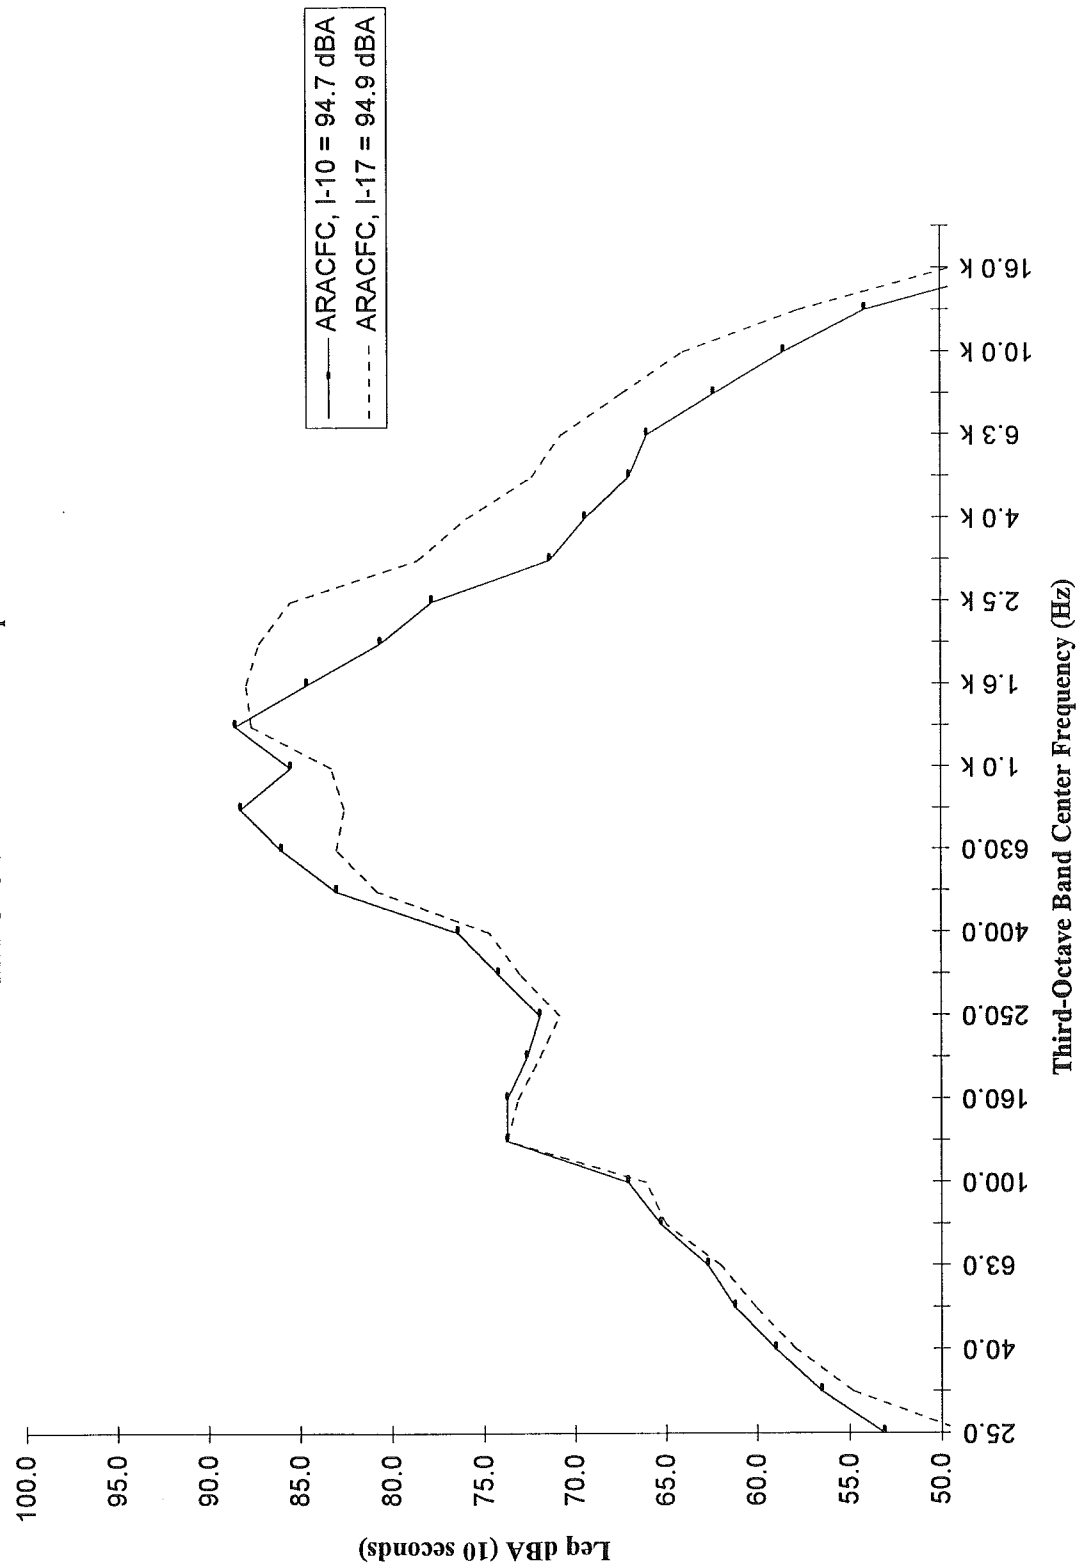 ARACFC, I-10 = 94.7 dBA
ARACFC, I-17 = 94.9 dBA
Leq dBA (10 seconds)
100.0
95.0
90.0
85.0
80.0
75.0
70.0
65.0
60.0
55.0
50.0
25.0
40.0
63.0
100.0
160.0
250.0
400.0
630.0
1.0 k
1.6 k
2.5 k
4.0 k
6.3 k
10.0 k
16.0 k
Third-Octave Band Center Frequency (Hz)